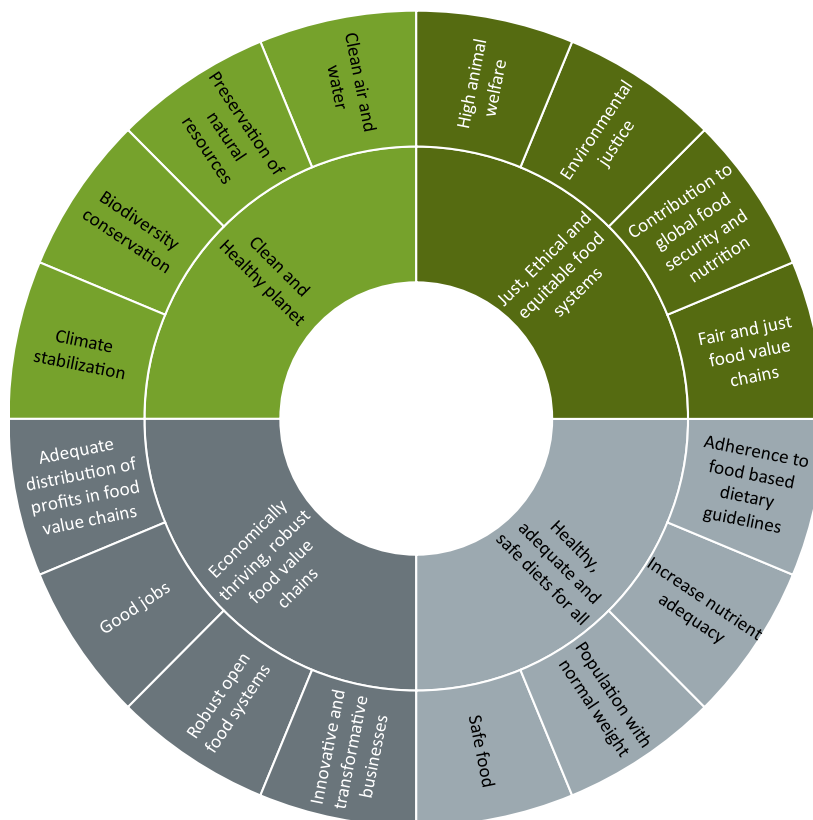 High animal
welfare
Environmental
justice
Contribution to
global food
security and
nutrition
Fair and just
food value
chains
Just, Ethical and
equitable food
systems
Adherence to
food based
dietary
guidelines
Increase nutrient
adequacy
Population with
normal weight
Safe food
Healthy,
adequate and
safe diets for all
Innovative and
transformative
businesses
Robust open
food systems
Good jobs
Adequate
distribution of
profits in food
value chains
Economically
thriving, robust
food value
chains
Climate
stabilization
Biodiversity
conservation
Preservation of
natural
resources
Clean air and
water
Clean and
Healthy planet